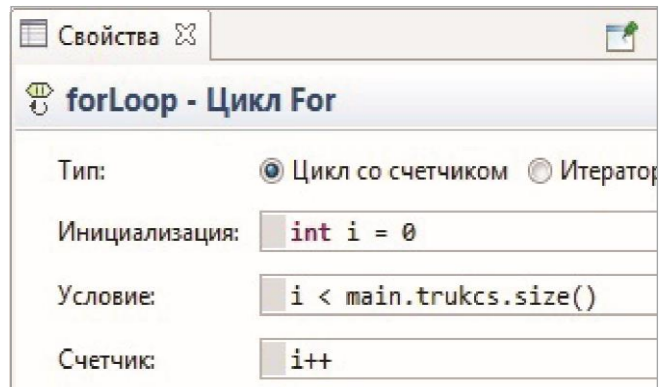 Свойства
forLoop - Цикл For
Тип: Цикл со счетчиком Итератор
Инициализация: int i = 0
Условие: i < main.trukcs.size()
Счетчик: i++